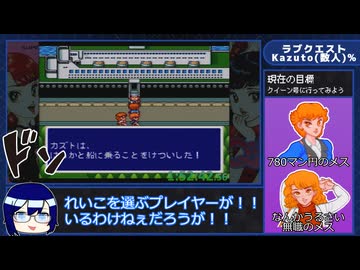 ラブクエスト
Kazuto(数人)%
現在の目標
クイーン号に行ってみよう
カズトは、
かと船に乗ることをけついした！
ドン
780マン円のメス
なんかうるさい
無職のメス
れいこを選ぶプレイヤーが！！
いるわけねぇだろうが！！